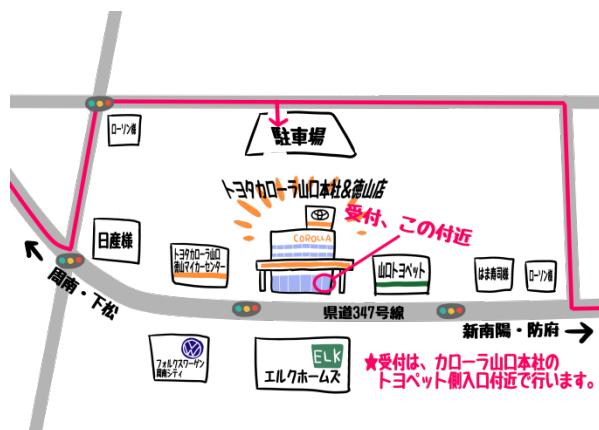 ローソン様
駐車場
トヨタカローラ山口本社&徳山店
受付、この付近
COROLLA
日産様
トヨタカローラ山口
徳山マイカーセンター
山口トヨペット
はま寿司様
ローソン様
周南・下松
県道347号線
新南陽・防府
フォルクスワーゲン
周南シティ
ELK
エルクホームズ
★受付は、カローラ山口本社の
トヨペット側入口付近で行います。